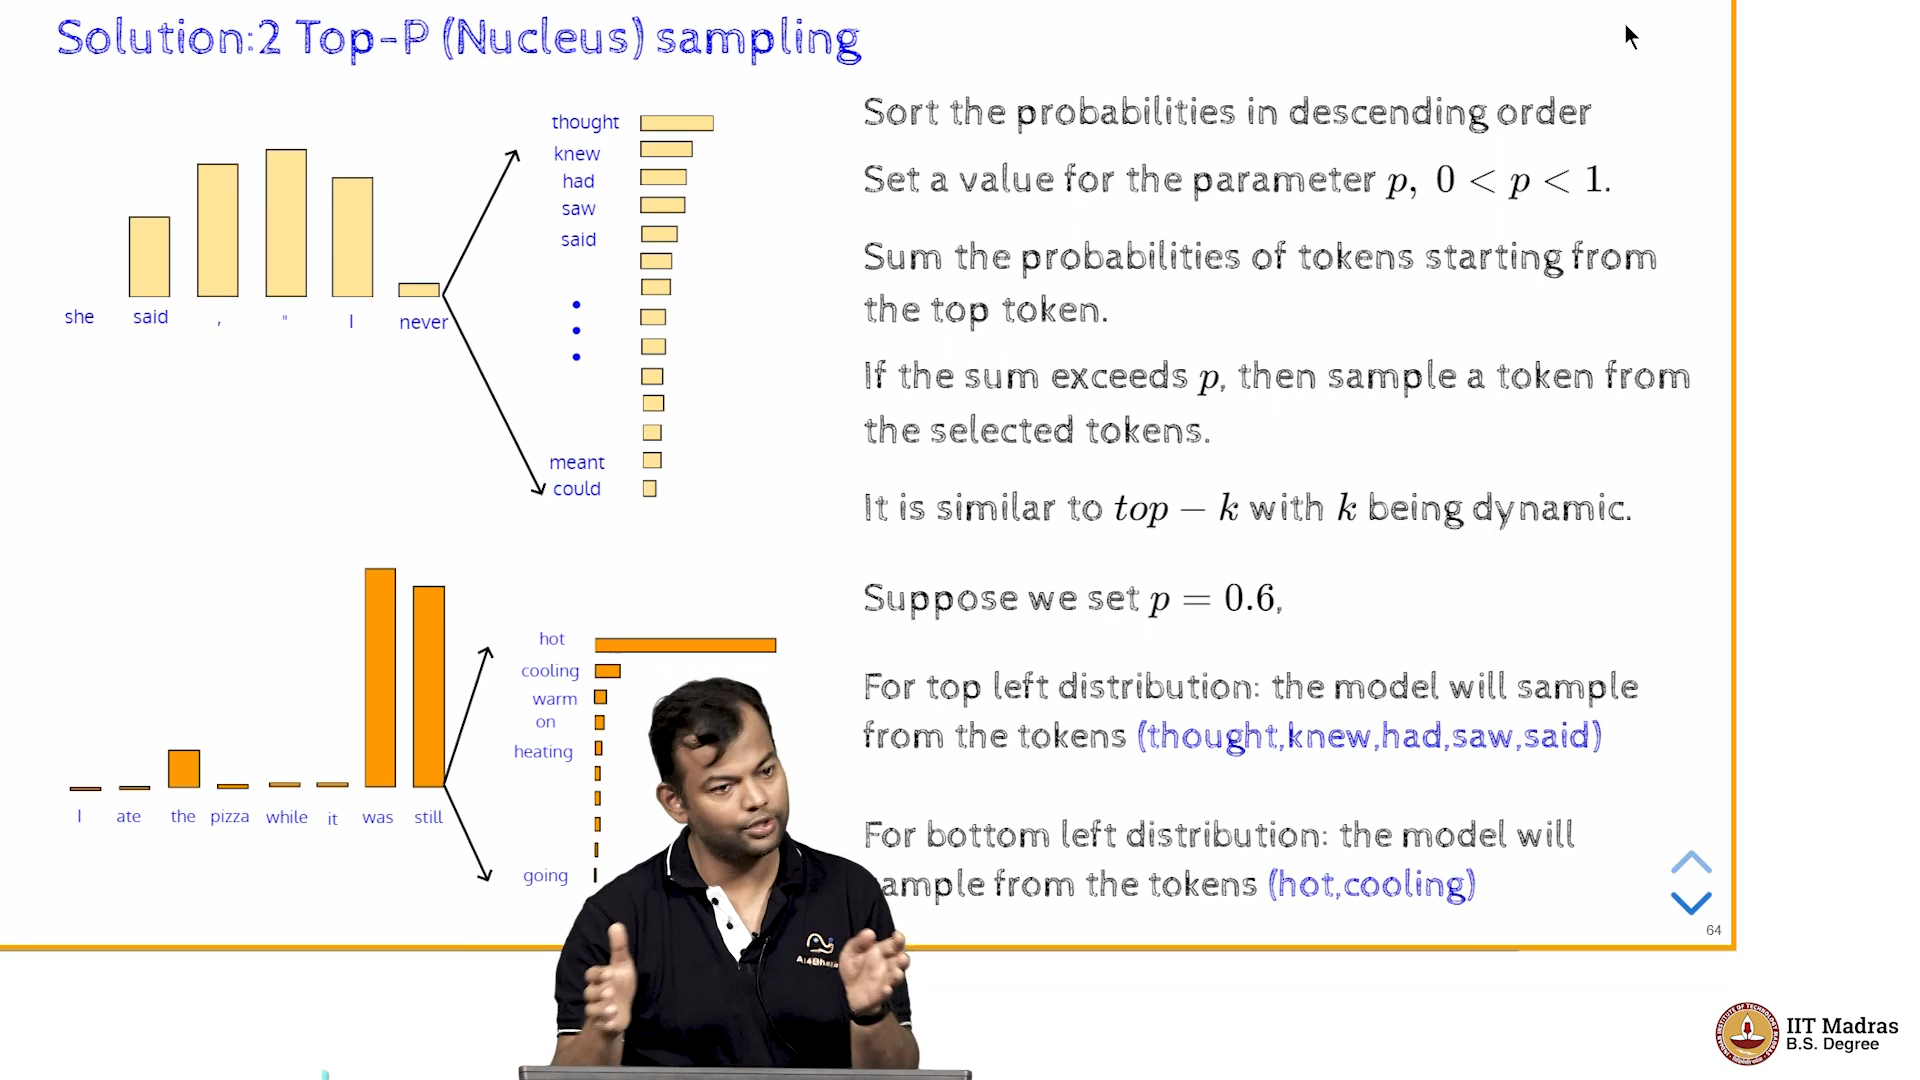 Solution:2 Top-P (Nucleus) sampling
thought
knew
had
saw
said
meant
could
she said , " I never
hot
cooling
warm
on
heating
going
I ate the pizza while it was still
Sort the probabilities in descending order
Set a value for the parameter p, 0 < p < 1.
Sum the probabilities of tokens starting from
the top token.
If the sum exceeds p, then sample a token from
the selected tokens.
It is similar to top − k with k being dynamic.
Suppose we set p = 0.6,
For top left distribution: the model will sample
from the tokens (thought,knew,had,saw,said)
For bottom left distribution: the model will
ample from the tokens (hot,cooling)
64
IIT Madras
B.S. Degree